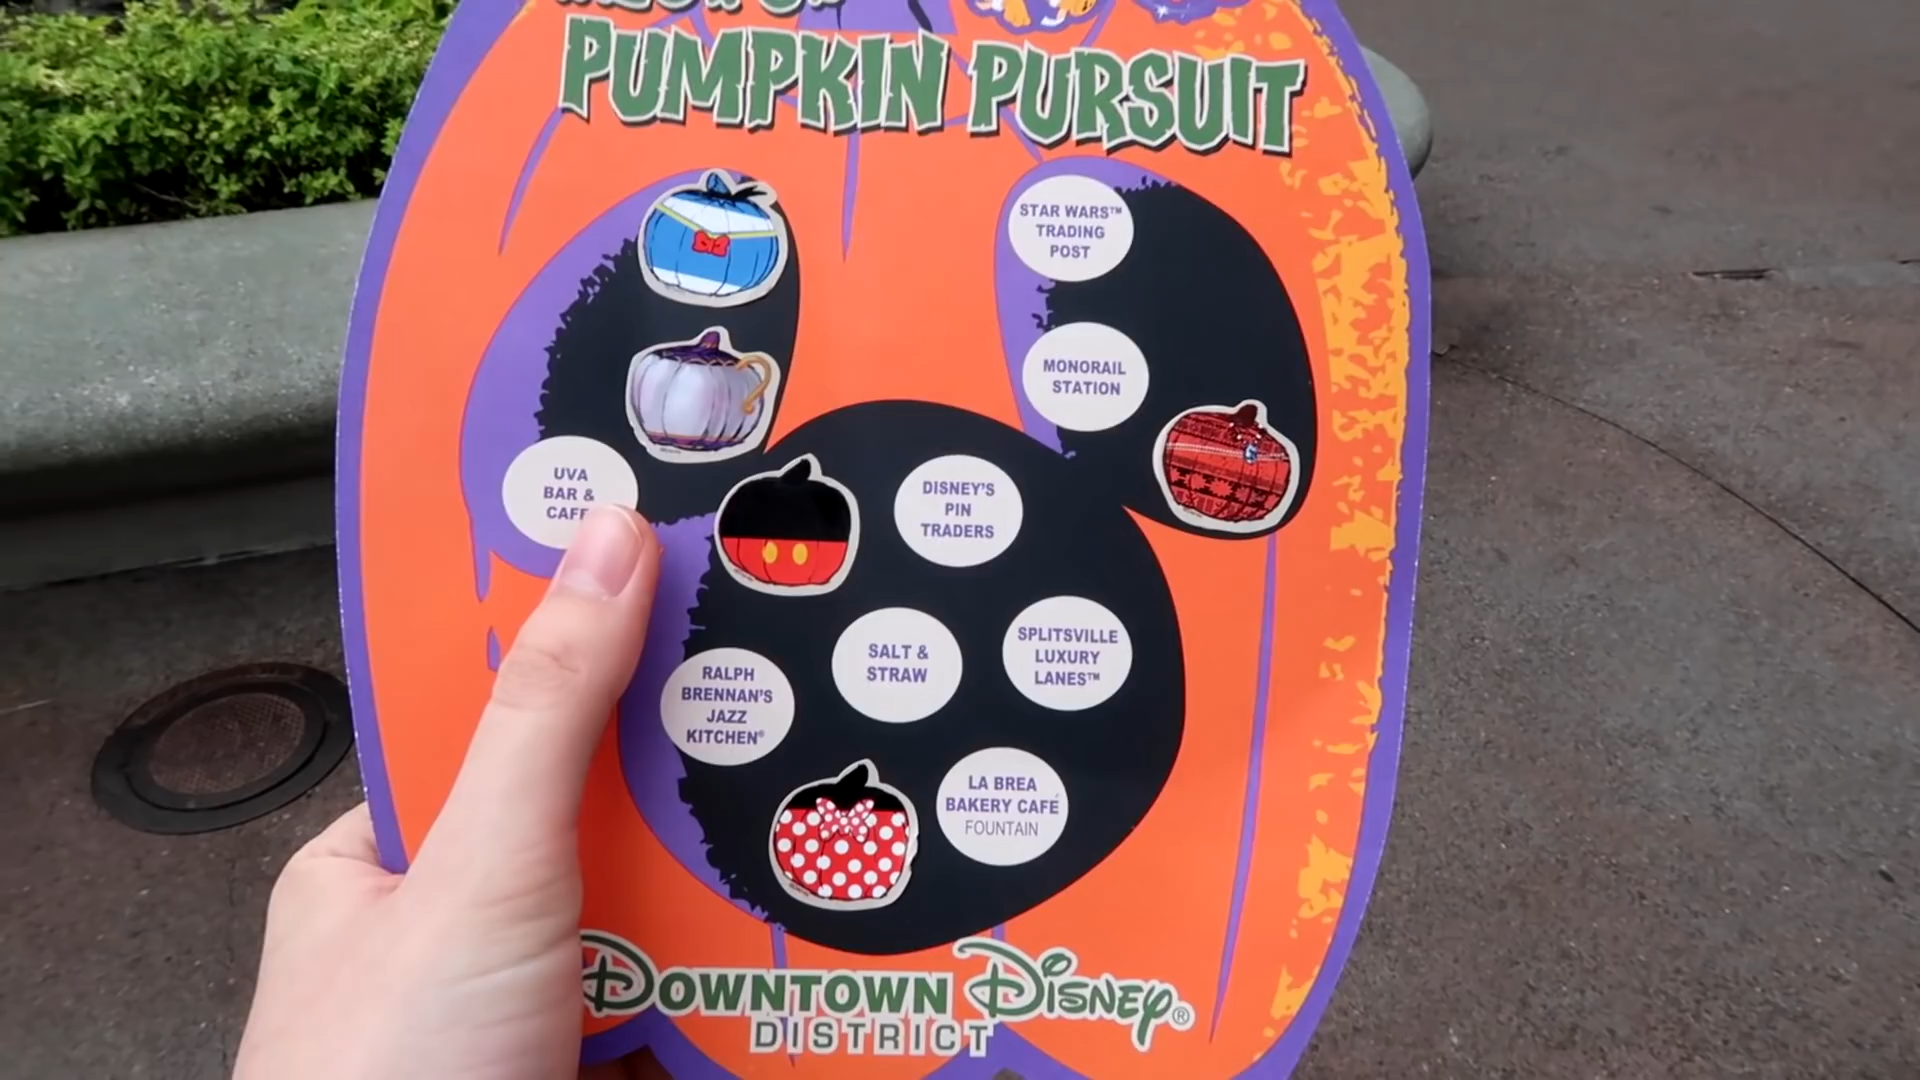 PUMPKIN PURSUIT
STAR WARS™
TRADING
POST
MONORAIL
STATION
UVA
BAR &
CAFE
DISNEY'S
PIN
TRADERS
SALT &
STRAW
SPLITSVILLE
LUXURY
LANES™
RALPH
BRENNAN'S
JAZZ
KITCHEN®
LA BREA
BAKERY CAFÉ
FOUNTAIN
DOWNTOWN DISNEY®
DISTRICT